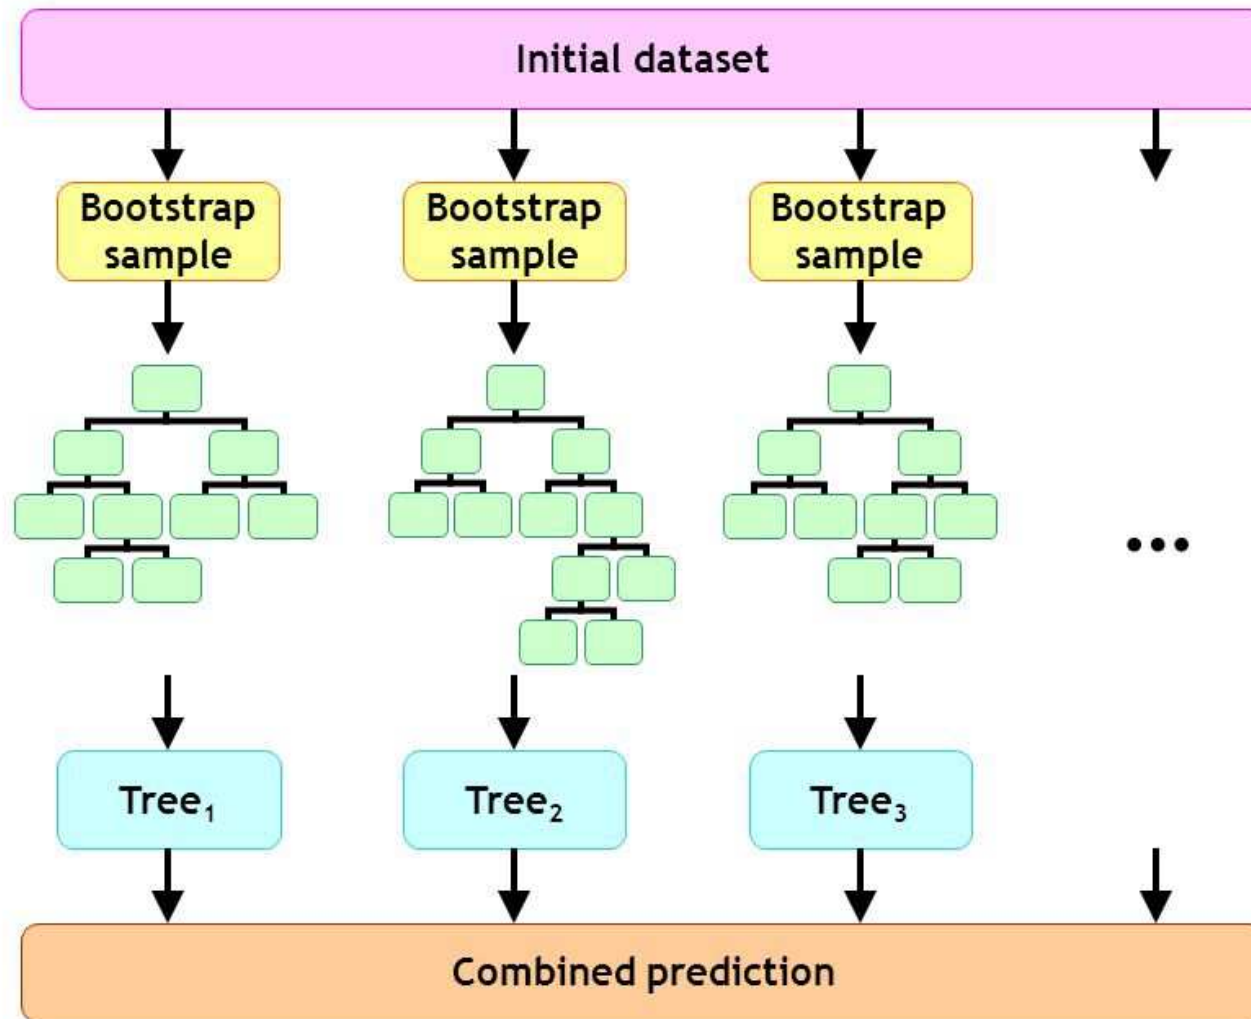 Initial dataset
Bootstrap
sample
Bootstrap
sample
Bootstrap
sample
...
Tree₁
Tree₂
Tree₃
Combined prediction